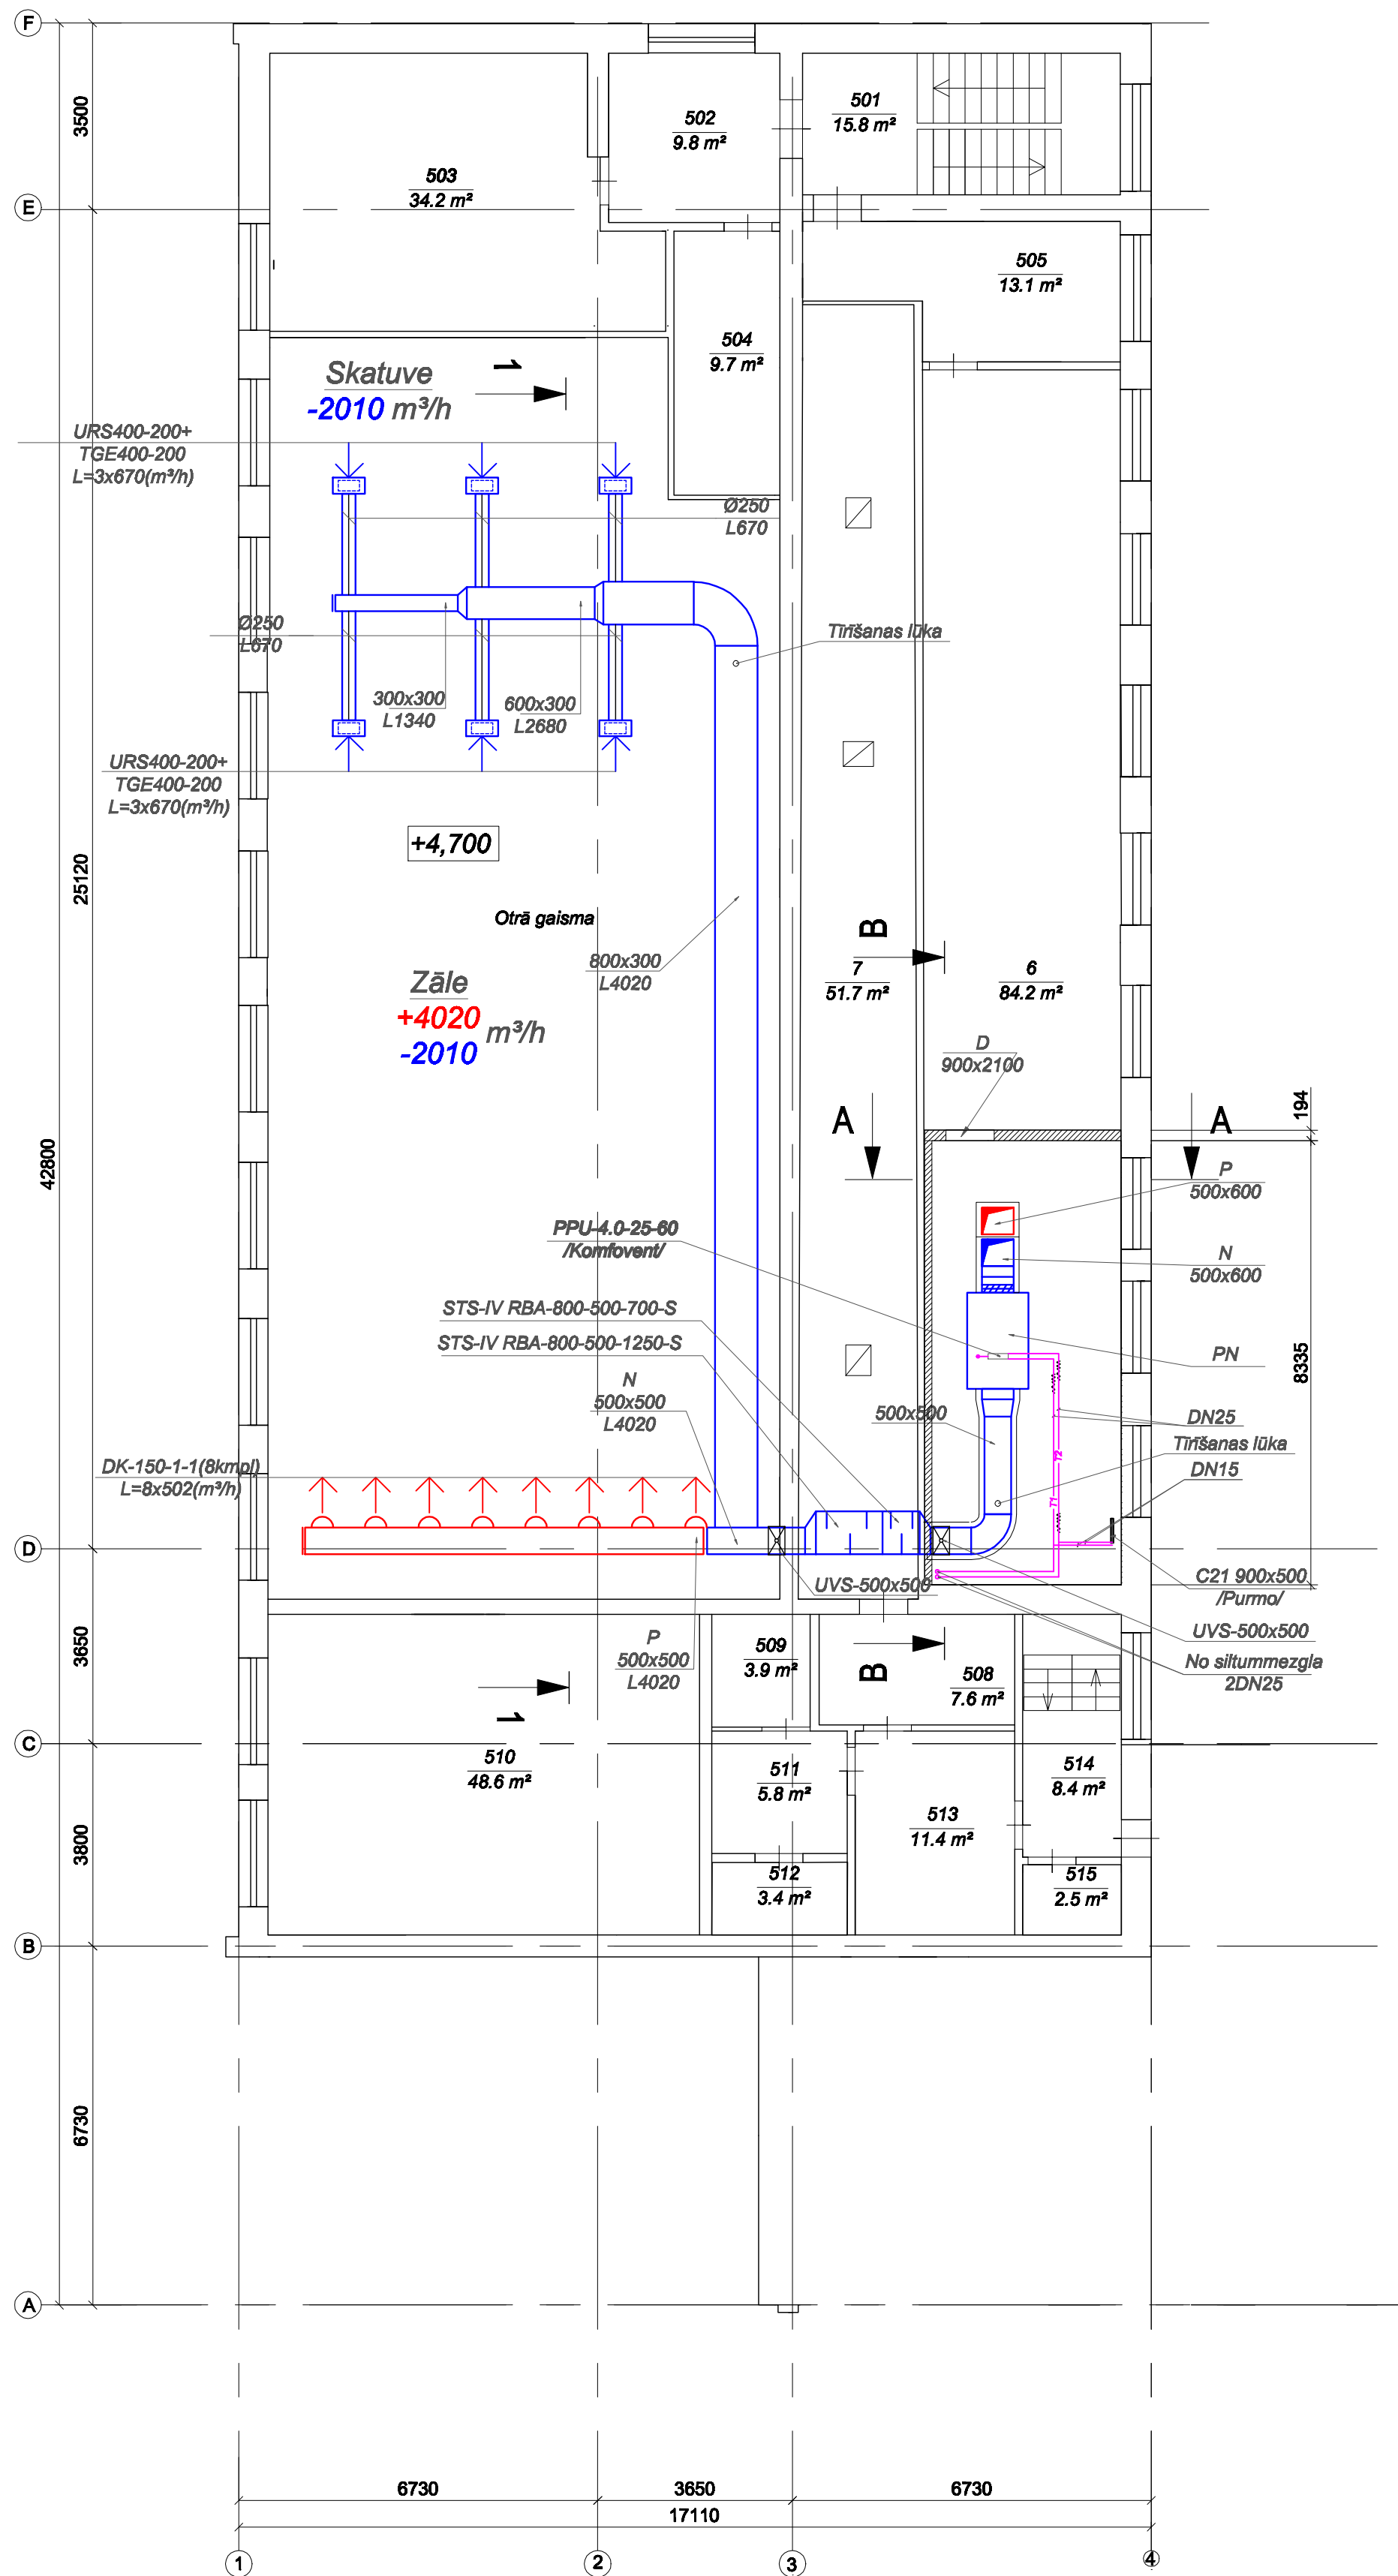 F
3500
501
15.8 m²
502
9.8 m²
503
34.2 m²
E
505
13.1 m²
504
9.7 m²
Skatuve
-2010 m³/h
1
URS400-200+
TGE400-200
L=3x670(m³/h)
Ø250
L670
Ø250
L670
Tīrīšanas lūka
300x300
L1340
600x300
L2680
URS400-200+
TGE400-200
L=3x670(m³/h)
+4,700
25120
Otrā gaisma
B
800x300
L4020
7
51.7 m²
6
84.2 m²
Zāle
+4020
-2010
m³/h
D
900x2100
194
A
A
42800
P
500x600
PPU-4.0-25-60
/Komfovent/
N
500x600
STS-IV RBA-800-500-700-S
STS-IV RBA-800-500-1250-S
PN
8335
N
500x500
L4020
500x500
DN25
Tīrīšanas lūka
T2
DN15
DK-150-1-1(8kmpl)
L=8x502(m³/h)
T1
D
UVS-500x500
C21 900x500
/Purmo/
UVS-500x500
No siltummezgla
2DN25
3650
P
500x500
L4020
509
3.9 m²
B
508
7.6 m²
1
C
510
48.6 m²
511
5.8 m²
514
8.4 m²
513
11.4 m²
3800
512
3.4 m²
515
2.5 m²
B
6730
A
6730
3650
6730
17110
1
2
3
4